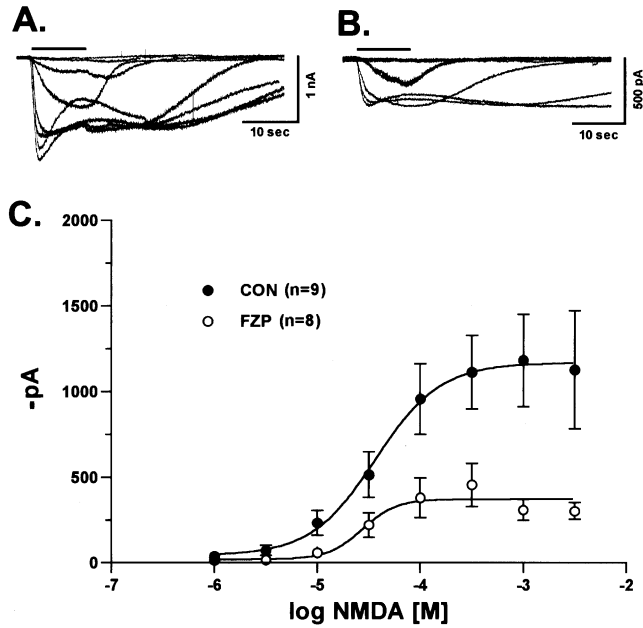 A.
B.
1 nA
500 pA
10 sec
10 sec
C.
2000
1500
1000
500
0
-pA
CON (n=9)
FZP (n=8)
-7
-6
-5
-4
-3
-2
log NMDA [M]